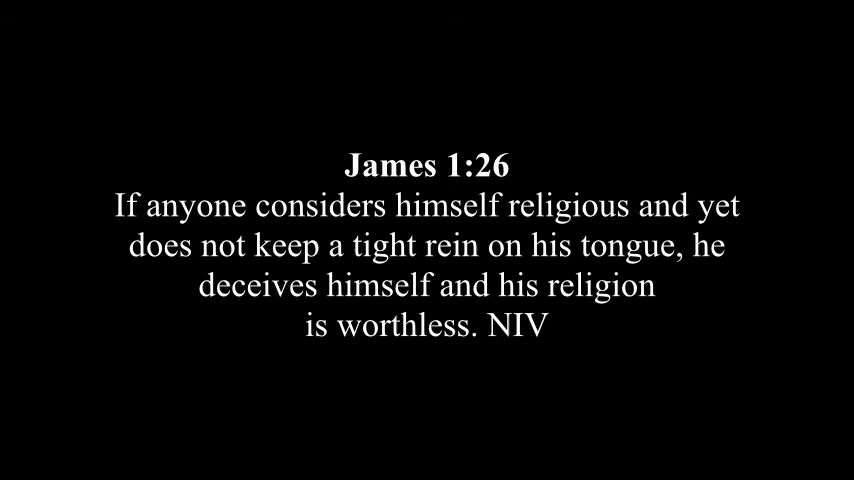 James 1:26
If anyone considers himself religious and yet
does not keep a tight rein on his tongue, he
deceives himself and his religion
is worthless. NIV